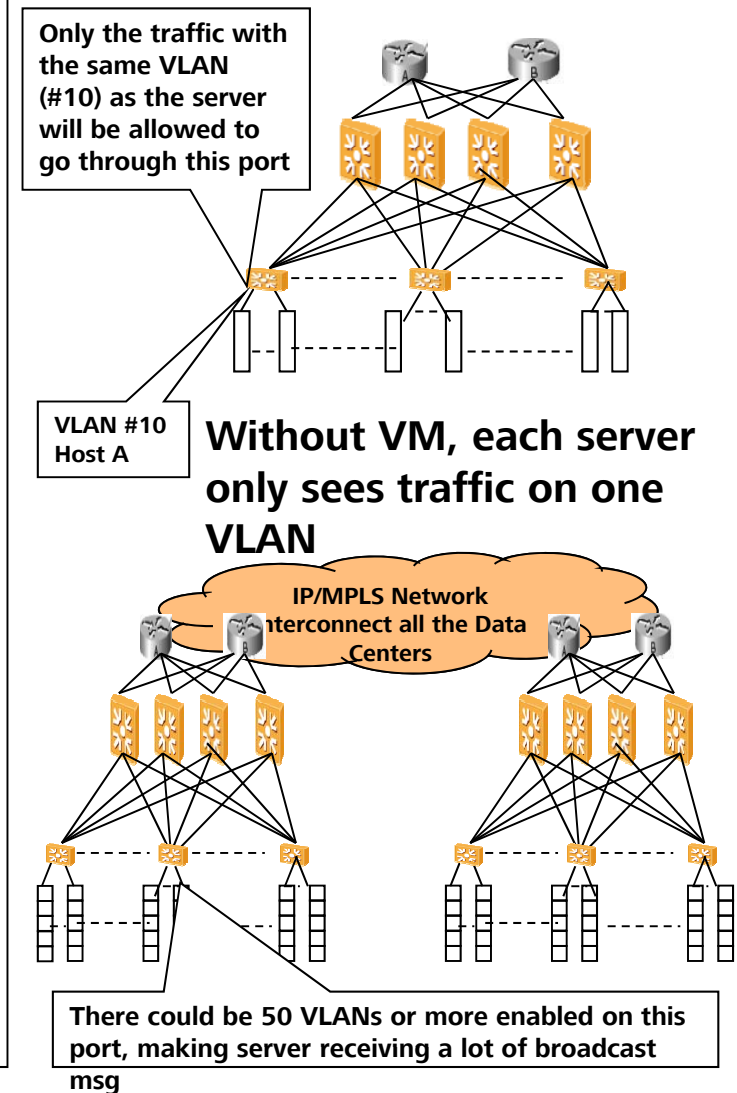 Only the traffic with
the same VLAN
(#10) as the server
will be allowed to
go through this port
A
B
VLAN #10
Host A
Without VM, each server
only sees traffic on one
VLAN
IP/MPLS Network
nterconnect all the Data
Centers
A
B
A
B
There could be 50 VLANs or more enabled on this
port, making server receiving a lot of broadcast
msg